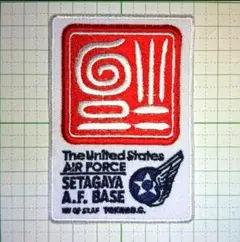 The United States
AIR FORCE
SETAGAYA
A.F. BASE